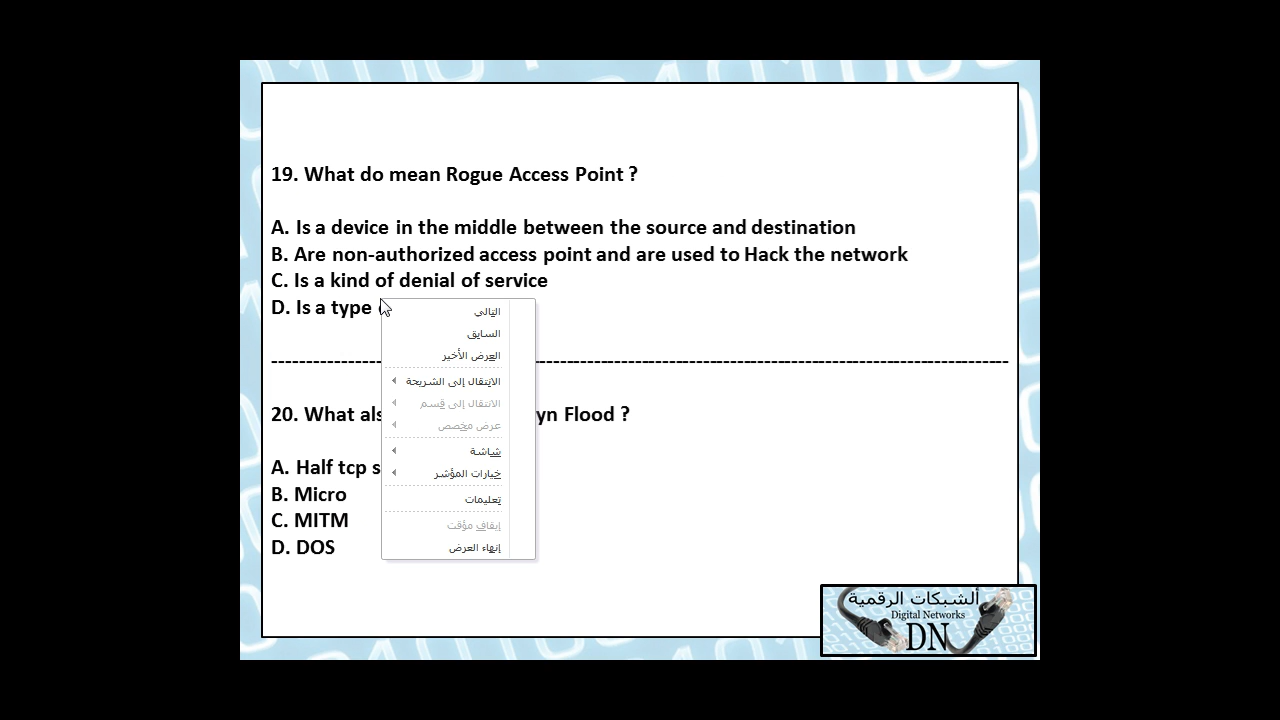 19. What do mean Rogue Access Point ?
A. Is a device in the middle between the source and destination
B. Are non-authorized access point and are used to Hack the network
C. Is a kind of denial of service
D. Is a type
التالي
السابق
العرض الأخير
الانتقال إلى الشريحة
الانتقال إلى قسم
عرض مخصص
شاشة
خيارات المؤشر
تعليمات
إيقاف مؤقت
إنهاء العرض
--------------------------------------------------------------------------------
20. What als yn Flood ?
A. Half tcp s
B. Micro
C. MITM
D. DOS
ألشبكات الرقمية
Digital Networks
DN